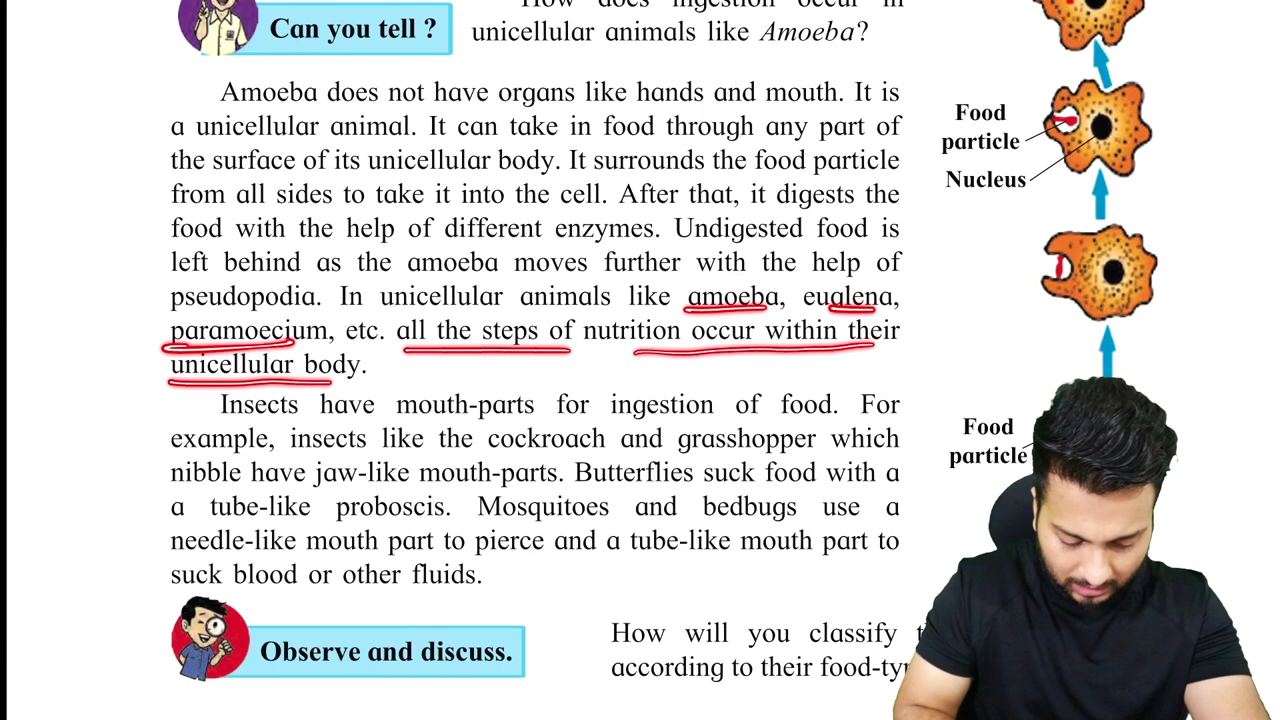 How does ingestion occur in
Can you tell ?
unicellular animals like Amoeba?
Amoeba does not have organs like hands and mouth. It is
a unicellular animal. It can take in food through any part of
the surface of its unicellular body. It surrounds the food particle
from all sides to take it into the cell. After that, it digests the
food with the help of different enzymes. Undigested food is
left behind as the amoeba moves further with the help of
pseudopodia. In unicellular animals like amoeba, euglena,
paramoecium, etc. all the steps of nutrition occur within their
unicellular body.
Insects have mouth-parts for ingestion of food. For
example, insects like the cockroach and grasshopper which
nibble have jaw-like mouth-parts. Butterflies suck food with a
a tube-like proboscis. Mosquitoes and bedbugs use a
needle-like mouth part to pierce and a tube-like mouth part to
suck blood or other fluids.
Observe and discuss.
How will you classify
according to their
Food
particle
Nucleus
Food
particle